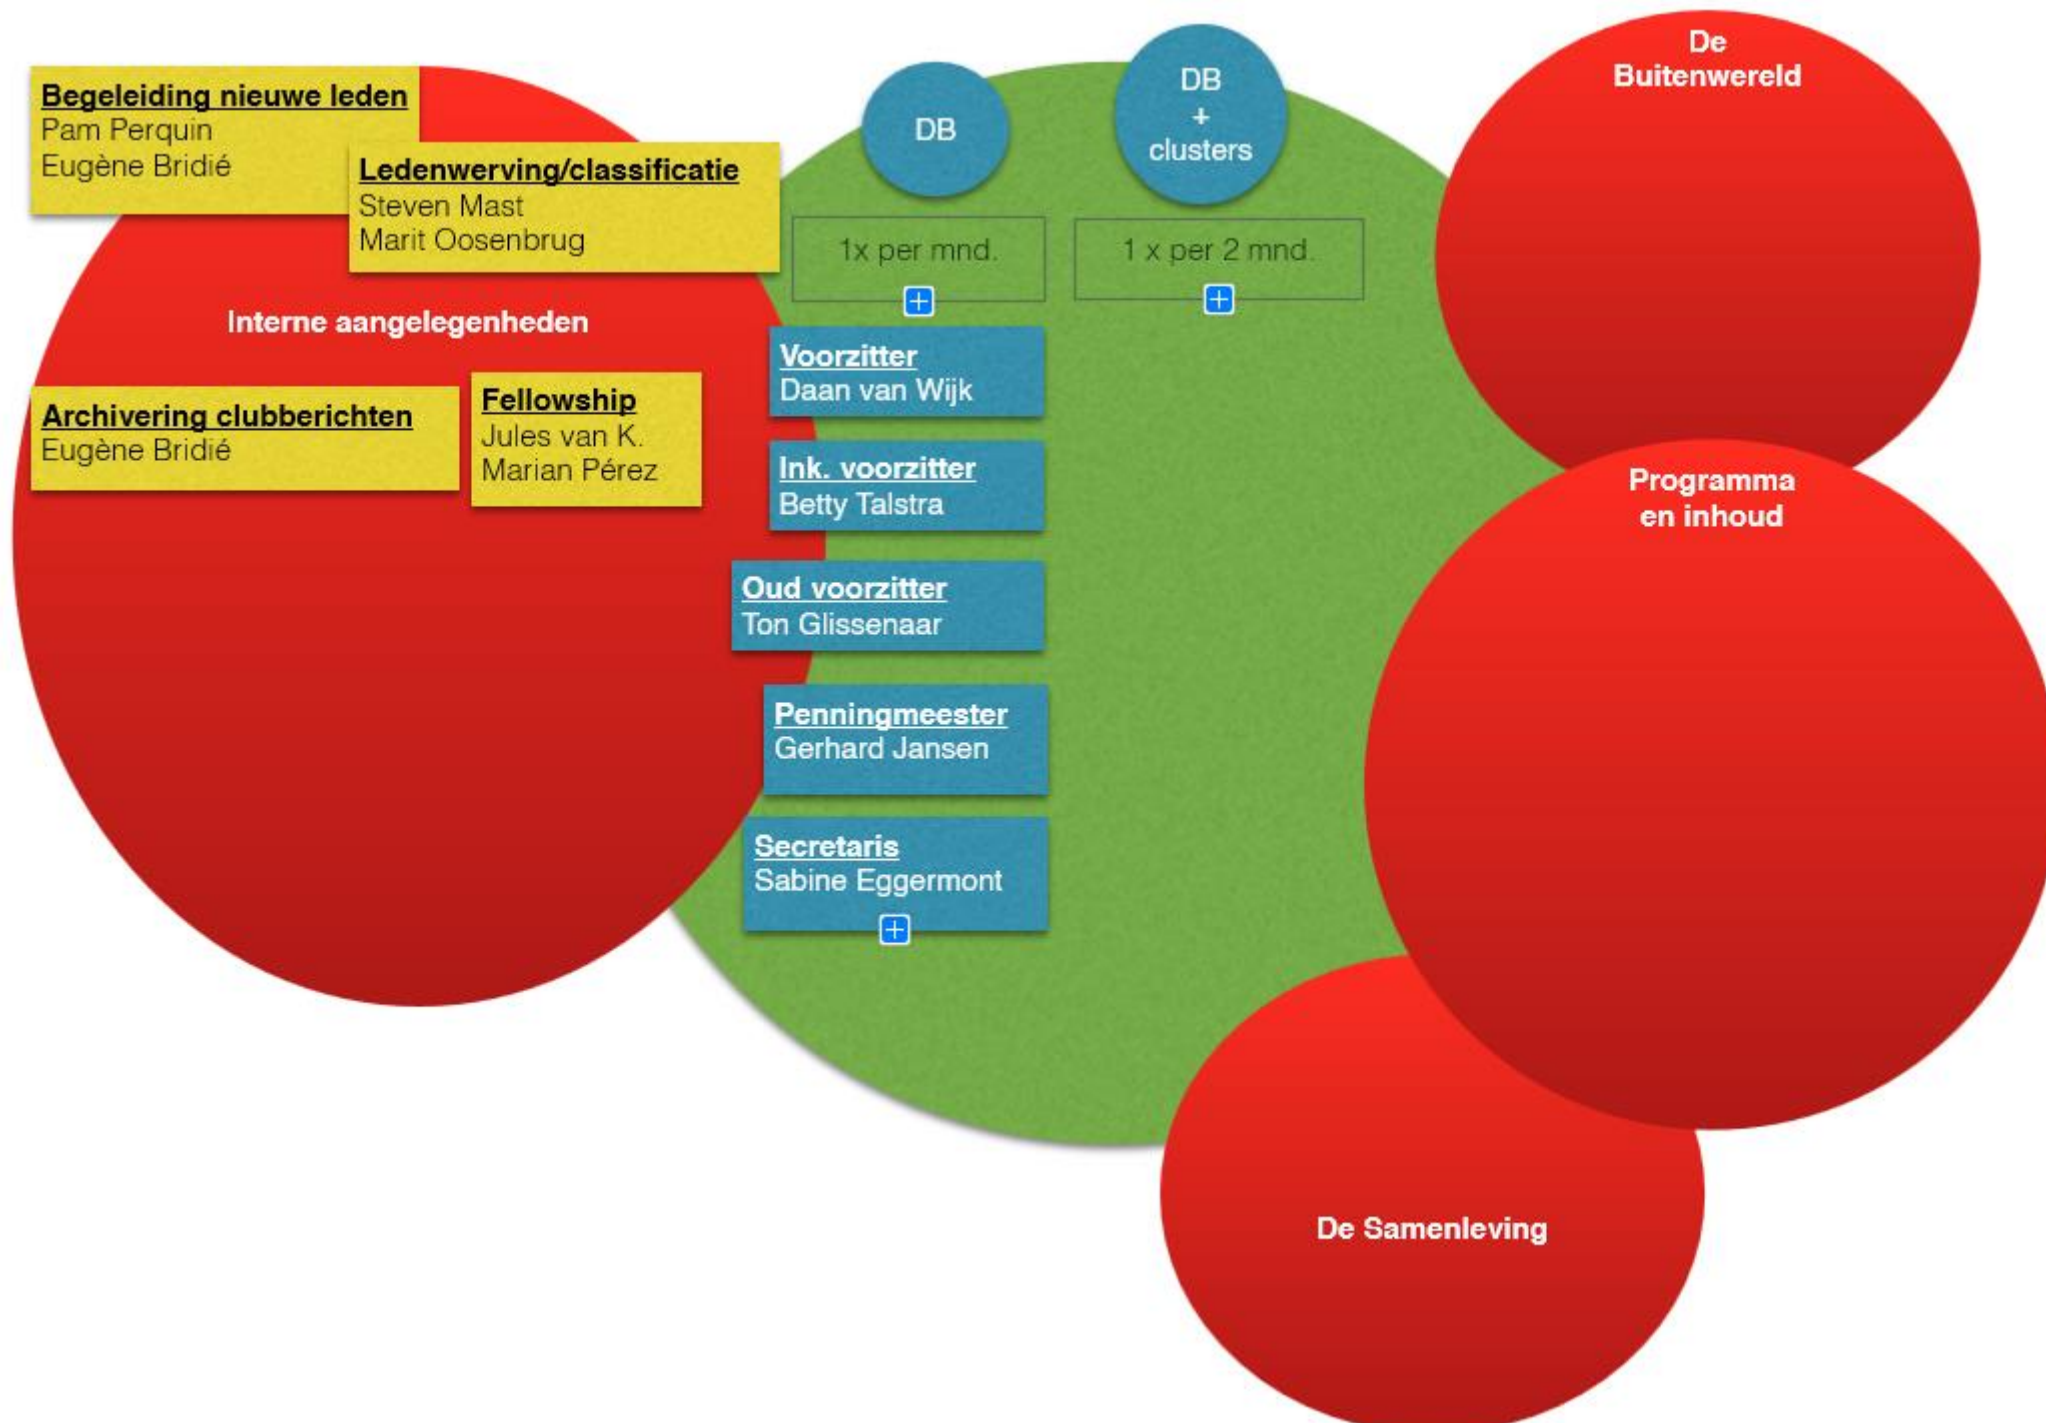 Begeleiding nieuwe leden
Pam Perquin
Eugène Bridié
Ledenwerving/classificatie
Steven Mast
Marit Oosenbrug
Interne aangelegenheden
Archivering clubberichten
Eugène Bridié
Fellowship
Jules van K.
Marian Pérez
DB
1x per mnd.
DB
+
clusters
1 x per 2 mnd.
Voorzitter
Daan van Wijk
Ink. voorzitter
Betty Talstra
Oud voorzitter
Ton Glissenaar
Penningmeester
Gerhard Jansen
Secretaris
Sabine Eggermont
De
Buitenwereld
Programma
en inhoud
De Samenleving